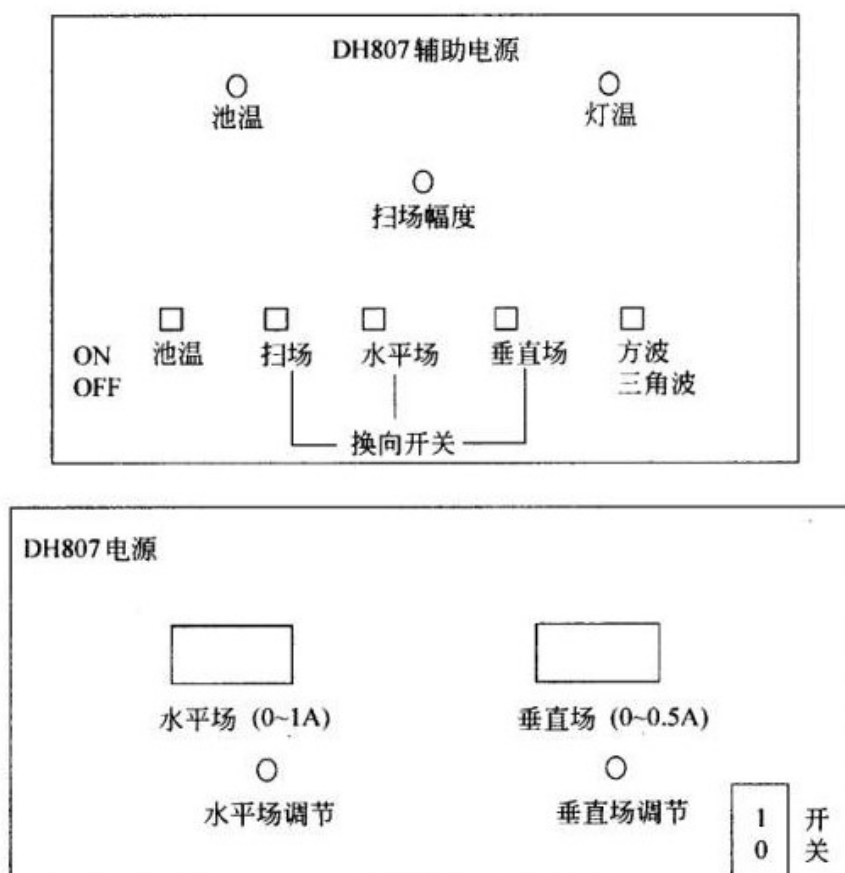 DH807辅助电源
池温 灯温
扫场幅度
ON 池温 扫场 水平场 垂直场 方波
OFF 三角波
换向开关
DH807电源
水平场 (0~1A) 垂直场 (0~0.5A)
水平场调节 垂直场调节
1 开
0 关